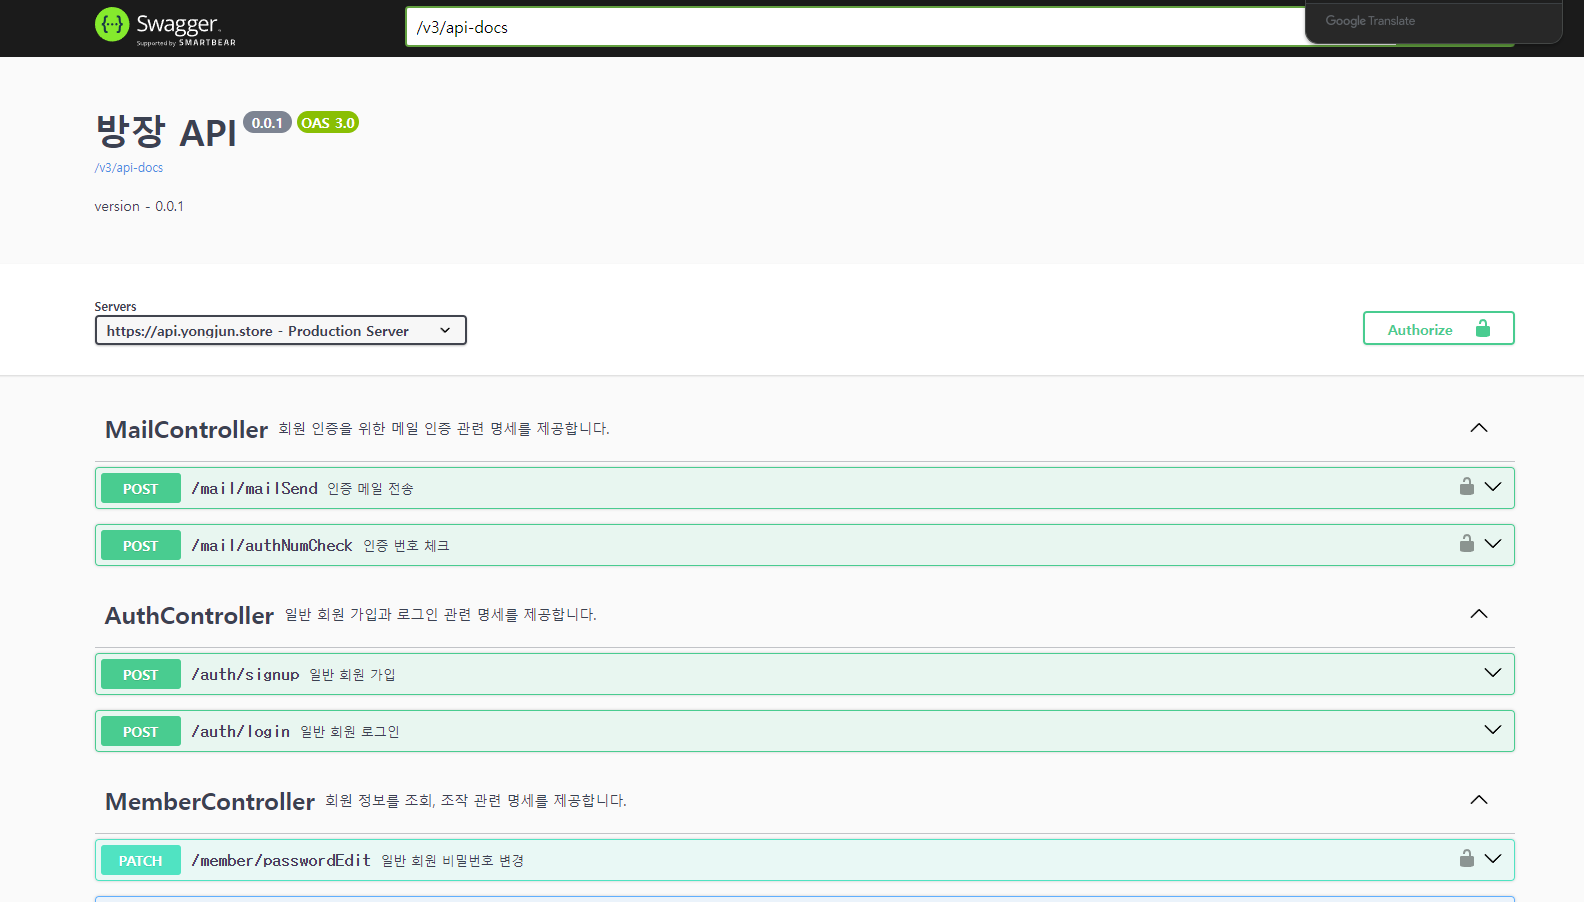 Swagger.
Supported by SMARTBEAR
/v3/api-docs
Google Translate
방장 API 0.0.1 OAS 3.0
/v3/api-docs
version - 0.0.1
Servers
https://api.yongjun.store - Production Server
Authorize
MailController 회원 인증을 위한 메일 인증 관련 명세를 제공합니다.
POST /mail/mailSend 인증 메일 전송
POST /mail/authNumCheck 인증 번호 체크
AuthController 일반 회원 가입과 로그인 관련 명세를 제공합니다.
POST /auth/signup 일반 회원 가입
POST /auth/login 일반 회원 로그인
MemberController 회원 정보를 조회, 조작 관련 명세를 제공합니다.
PATCH /member/passwordEdit 일반 회원 비밀번호 변경